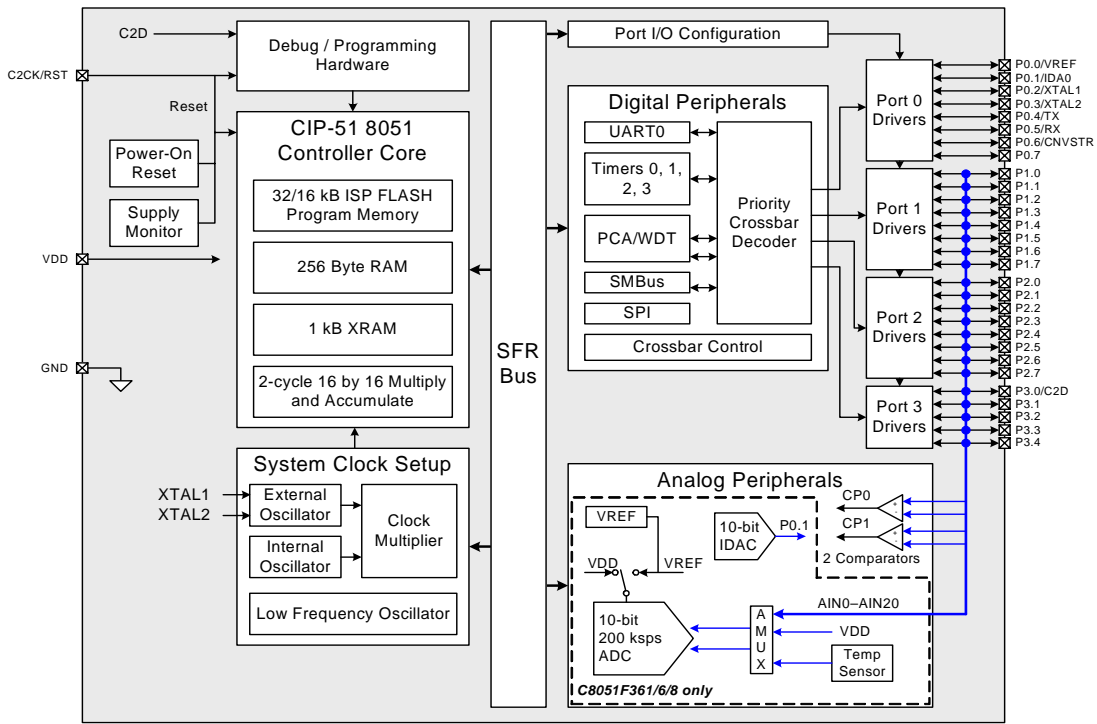 C2D
C2CK/RST
Reset
Power-On
Reset
Supply
Monitor
VDD
GND
Debug / Programming
Hardware
CIP-51 8051
Controller Core
32/16 kB ISP FLASH
Program Memory
256 Byte RAM
1 kB XRAM
2-cycle 16 by 16 Multiply
and Accumulate
System Clock Setup
XTAL1
XTAL2
External
Oscillator
Internal
Oscillator
Clock
Multiplier
Low Frequency Oscillator
SFR
Bus
Port I/O Configuration
Digital Peripherals
UART0
Timers 0, 1,
2, 3
PCA/WDT
SMBus
SPI
Priority
Crossbar
Decoder
Crossbar Control
Port 0
Drivers
Port 1
Drivers
Port 2
Drivers
Port 3
Drivers
P0.0/VREF
P0.1/IDA0
P0.2/XTAL1
P0.3/XTAL2
P0.4/TX
P0.5/RX
P0.6/CNVSTR
P0.7
P1.0
P1.1
P1.2
P1.3
P1.4
P1.5
P1.6
P1.7
P2.0
P2.1
P2.2
P2.3
P2.4
P2.5
P2.6
P2.7
P3.0/C2D
P3.1
P3.2
P3.3
P3.4
Analog Peripherals
VREF
10-bit
IDAC
P0.1
CP0
+
-
CP1
+
-
2 Comparators
VDD
VREF
10-bit
200 ksps
ADC
A
M
U
X
AIN0–AIN20
VDD
Temp
Sensor
C8051F361/6/8 only